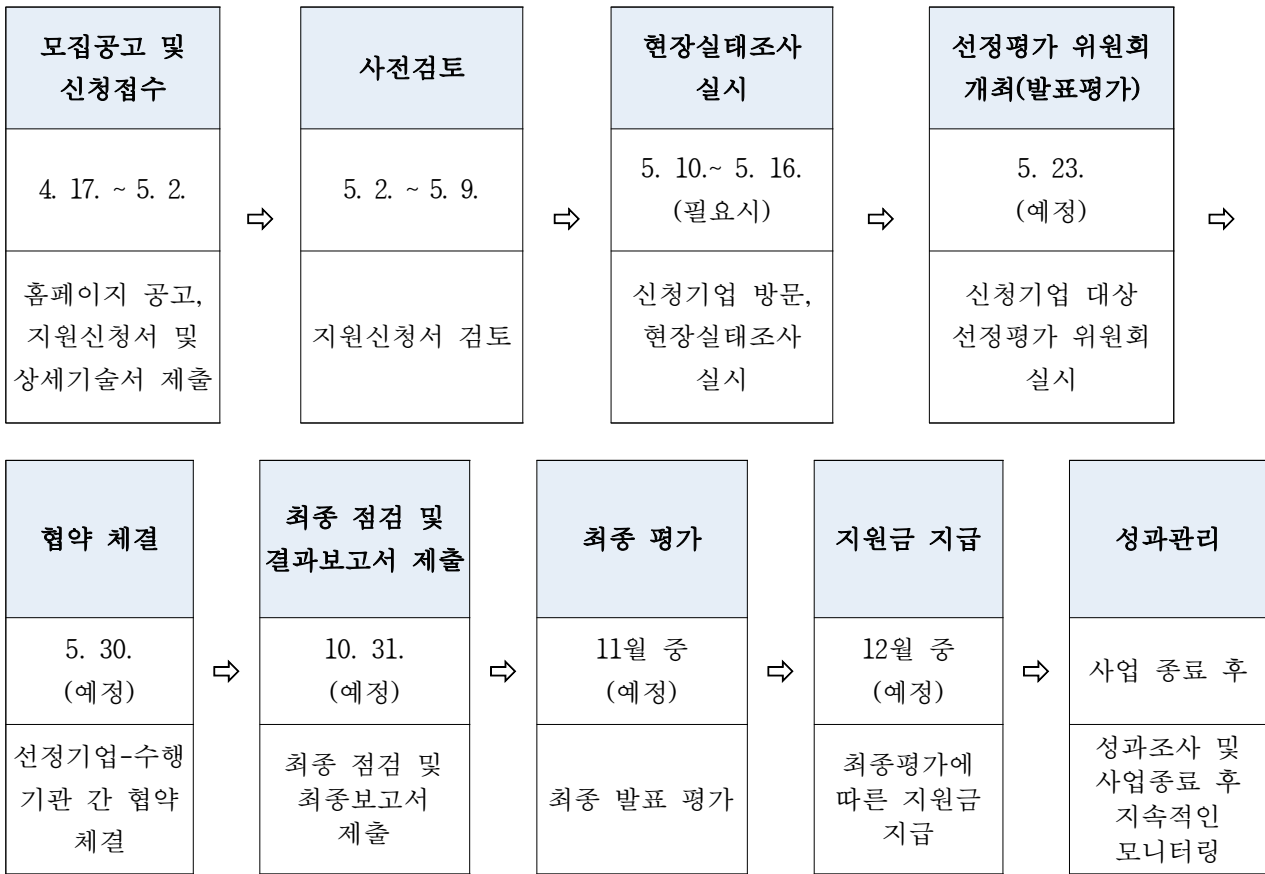 모집공고 및
신청접수
4. 17. ~ 5. 2.
홈페이지 공고,
지원신청서 및
상세기술서 제출
⇨
사전검토
5. 2. ~ 5. 9.
지원신청서 검토
⇨
현장실태조사
실시
5. 10.~ 5. 16.
(필요시)
신청기업 방문,
현장실태조사
실시
⇨
선정평가 위원회
개최(발표평가)
5. 23.
(예정)
신청기업 대상
선정평가 위원회
실시
⇨
협약 체결
5. 30.
(예정)
선정기업-수행
기관 간 협약
체결
⇨
최종 점검 및
결과보고서 제출
10. 31.
(예정)
최종 점검 및
최종보고서
제출
⇨
최종 평가
11월 중
(예정)
최종 발표 평가
⇨
지원금 지급
12월 중
(예정)
최종평가에
따른 지원금
지급
⇨
성과관리
사업 종료 후
성과조사 및
사업종료 후
지속적인
모니터링